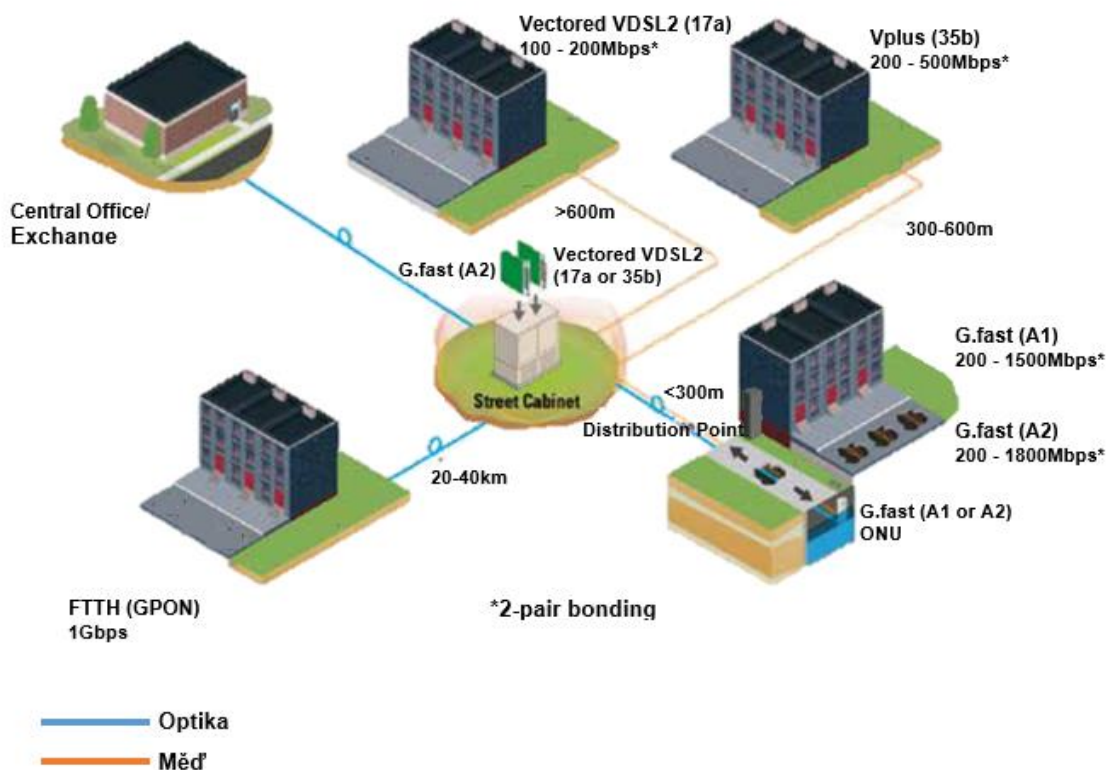 Vectored VDSL2 (17a)
100 - 200Mbps*
Vplus (35b)
200 - 500Mbps*
Central Office/
Exchange
>600m
300-600m
G.fast (A2)
Vectored VDSL2
(17a or 35b)
Street Cabinet
<300m
Distribution Point
G.fast (A1)
200 - 1500Mbps*
G.fast (A2)
200 - 1800Mbps*
20-40km
G.fast (A1 or A2)
ONU
FTTH (GPON)
1Gbps
*2-pair bonding
Optika
Měď